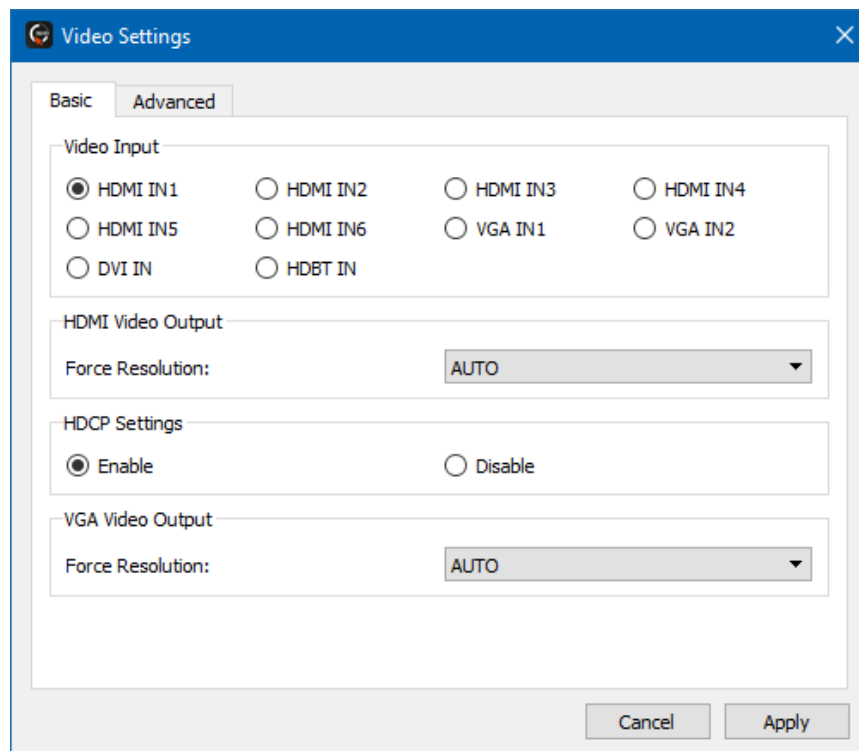 Video Settings
Basic Advanced
Video Input
HDMI IN1 HDMI IN2 HDMI IN3 HDMI IN4
HDMI IN5 HDMI IN6 VGA IN1 VGA IN2
DVI IN HDBT IN
HDMI Video Output
Force Resolution: AUTO
HDCP Settings
Enable Disable
VGA Video Output
Force Resolution: AUTO
Cancel Apply